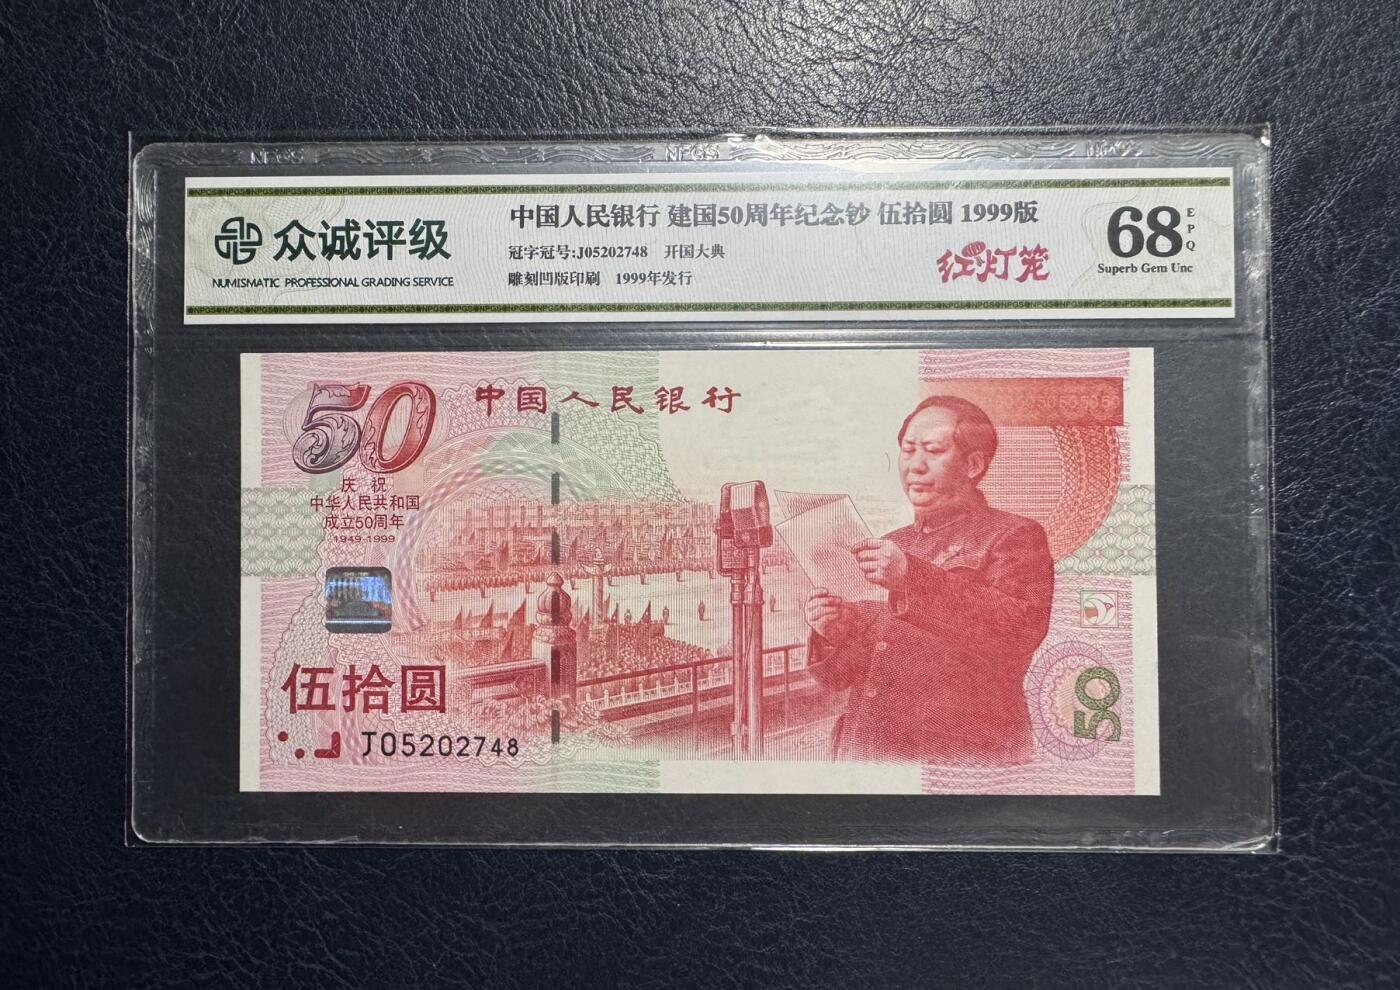 NPGS NPGS
众诚评级
NUMISMATIC PROFESSIONAL GRADING SERVICE
中国人民银行 建国50周年纪念钞 伍拾圆 1999版
冠字冠号:J05202748 开国大典
雕刻凹版印刷 1999年发行
红灯笼
68 EPQ
Superb Gem Unc
50
中国人民银行
庆祝
中华人民共和国
成立50周年
1949-1999
伍拾圆
J05202748
50